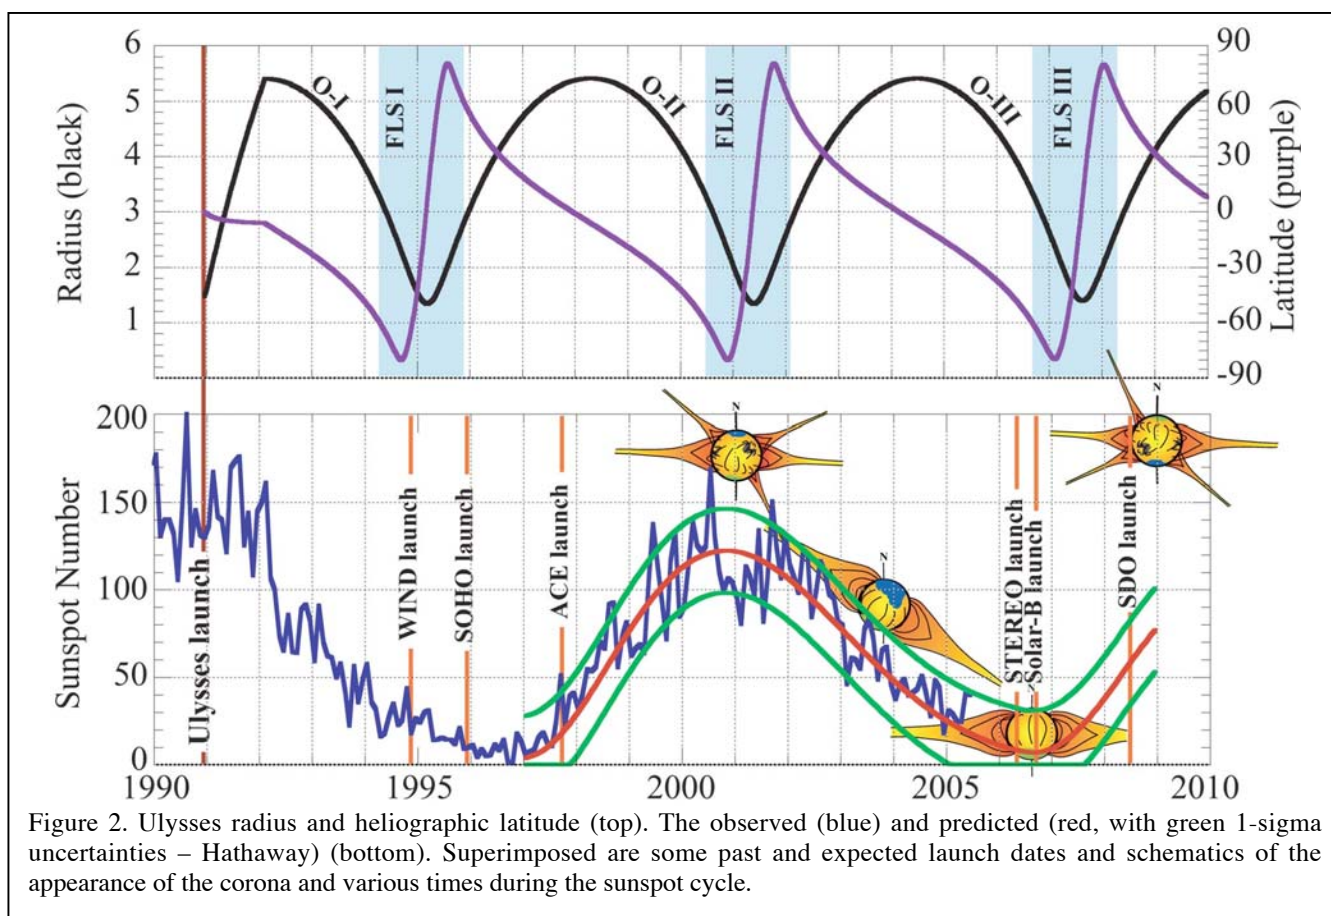 6
5
4
3
2
1
Radius (black)
90
60
30
0
-30
-60
-90
Latitude (purple)
O-I
FLS I
O-II
FLS II
O-III
FLS III
200
150
100
50
0
Sunspot Number
Ulysses launch
WIND launch
SOHO launch
ACE launch
STEREO launch
Solar-B launch
SDO launch
N
N
N
N
1990
1995
2000
2005
2010
Figure 2. Ulysses radius and heliographic latitude (top). The observed (blue) and predicted (red, with green 1-sigma
uncertainties – Hathaway) (bottom). Superimposed are some past and expected launch dates and schematics of the
appearance of the corona and various times during the sunspot cycle.